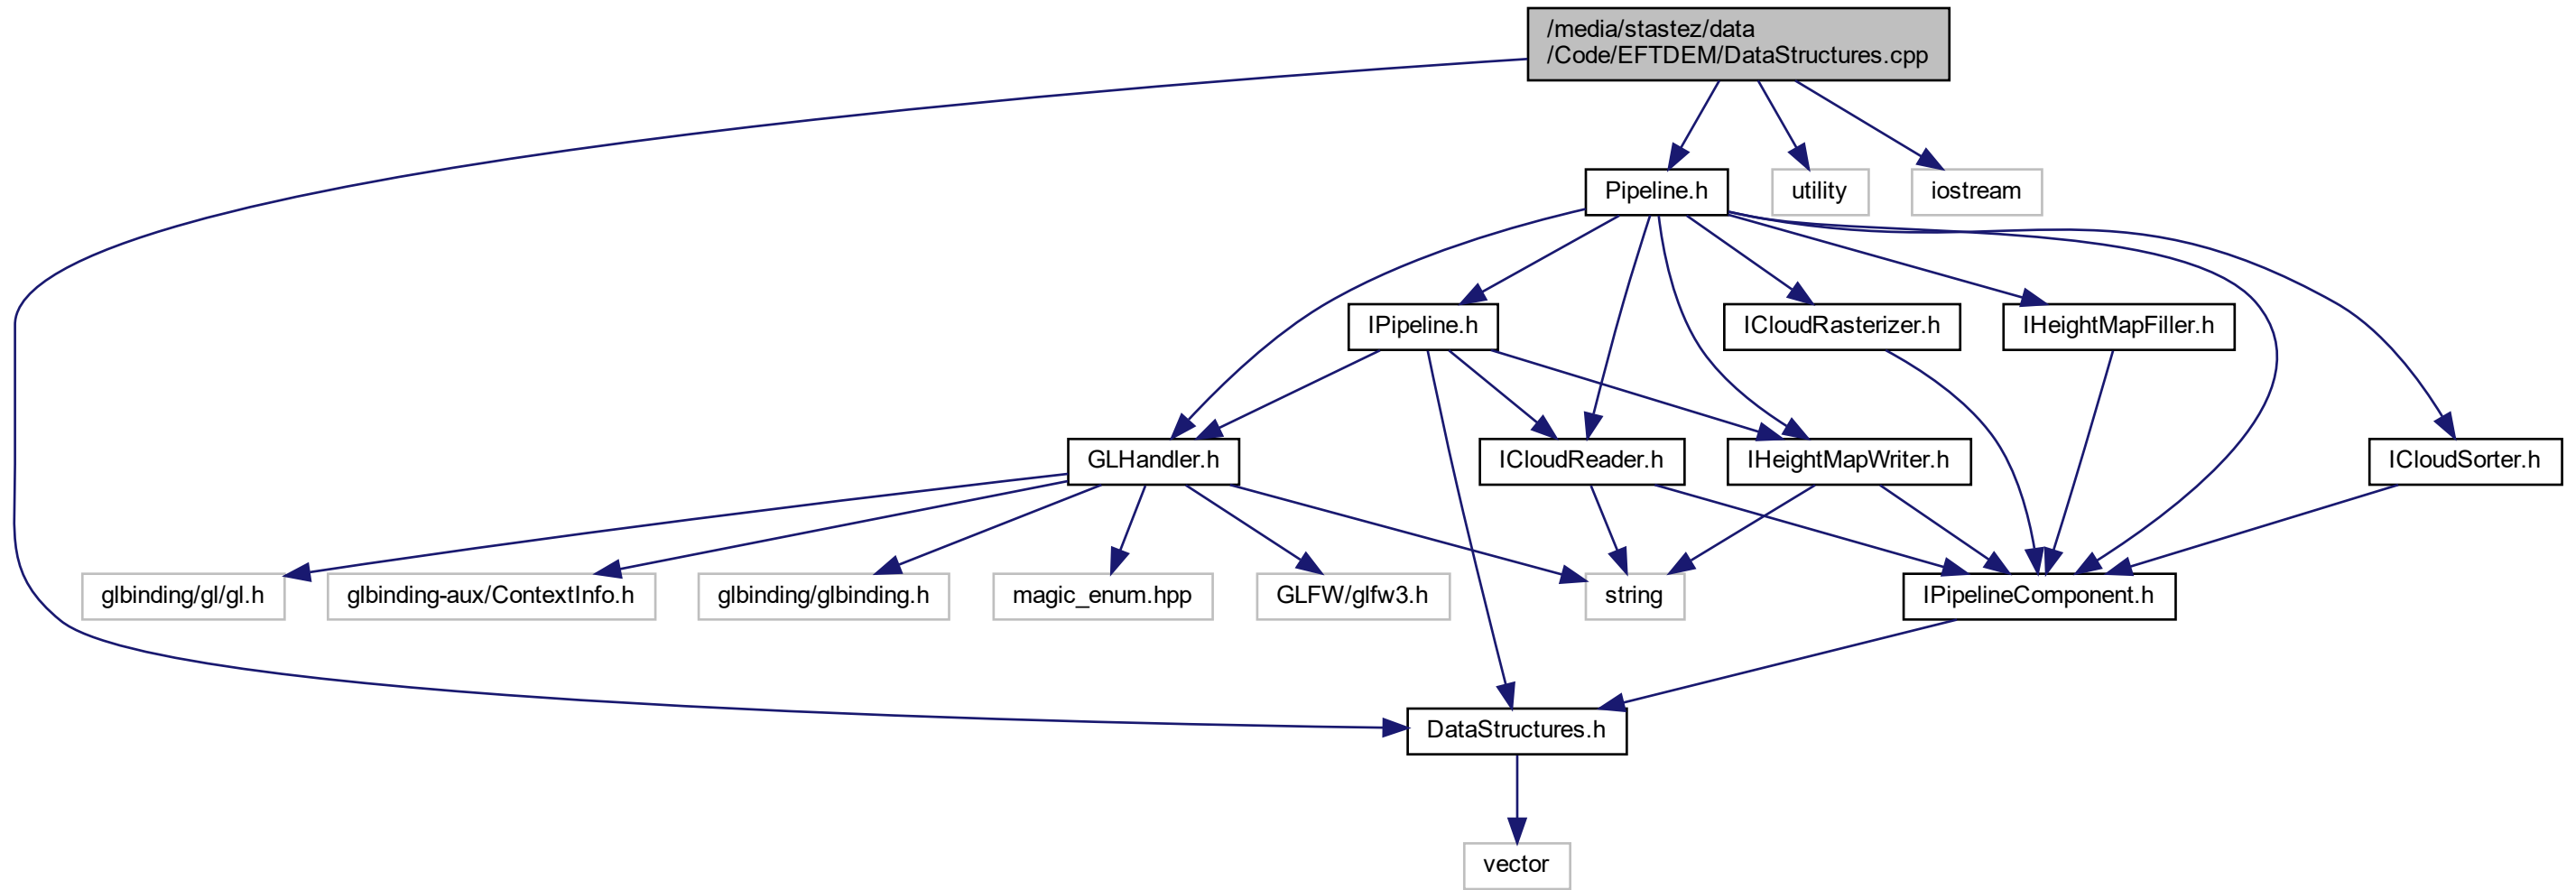 /media/stastez/data
/Code/EFTDEM/DataStructures.cpp
Pipeline.h
utility
iostream
IPipeline.h
ICloudRasterizer.h
IHeightMapFiller.h
GLHandler.h
ICloudReader.h
IHeightMapWriter.h
ICloudSorter.h
glbinding/gl/gl.h
glbinding-aux/ContextInfo.h
glbinding/glbinding.h
magic_enum.hpp
GLFW/glfw3.h
string
IPipelineComponent.h
DataStructures.h
vector